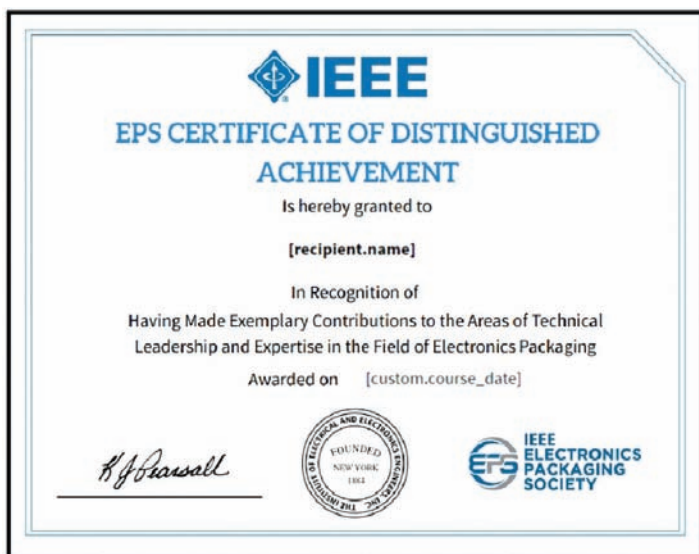 IEEE
EPS CERTIFICATE OF DISTINGUISHED
ACHIEVEMENT
Is hereby granted to
[recipient.name]
In Recognition of
Having Made Exemplary Contributions to the Areas of Technical
Leadership and Expertise in the Field of Electronics Packaging
Awarded on [custom.course_date]
K J Pearsall
THE INSTITUTE OF ELECTRICAL AND ELECTRONICS ENGINEERS, INC.
FOUNDED
NEW YORK
EPS
IEEE
ELECTRONICS
PACKAGING
SOCIETY